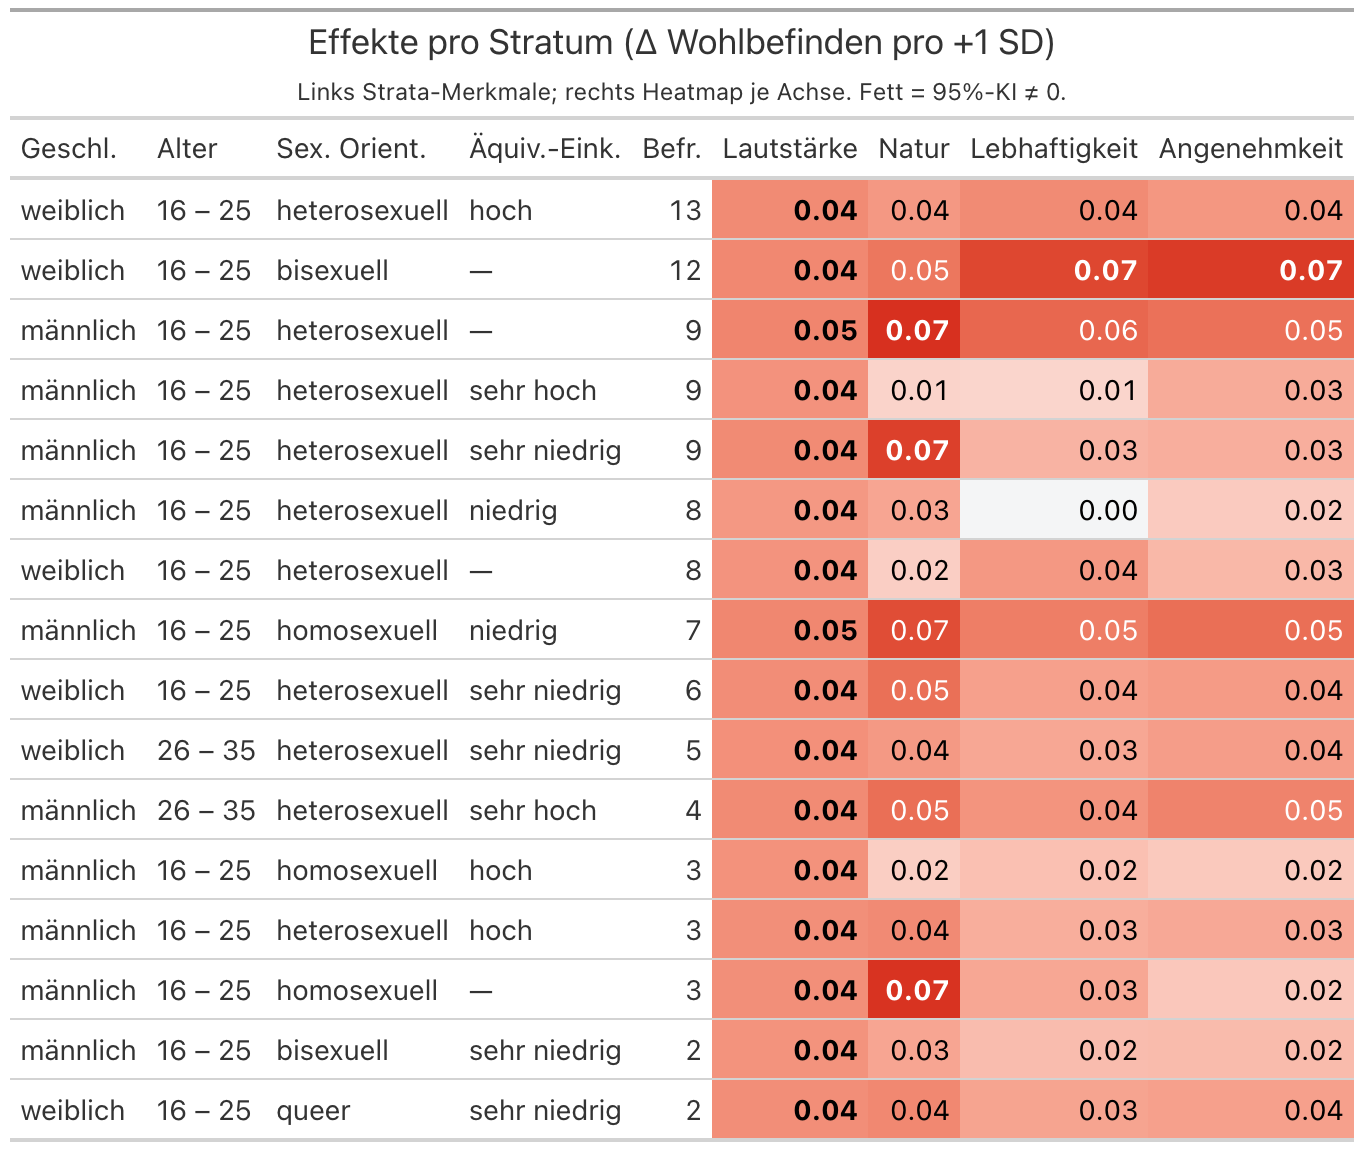 Effekte pro Stratum (Δ Wohlbefinden pro +1 SD)
Links Strata-Merkmale; rechts Heatmap je Achse. Fett = 95%-KI ≠ 0.
Geschl. Alter Sex. Orient. Äquiv.-Eink. Befr. Lautstärke Natur Lebhaftigkeit Angenehmkeit
weiblich 16 – 25 heterosexuell hoch 13 0.04 0.04 0.04 0.04
weiblich 16 – 25 bisexuell — 12 0.04 0.05 0.07 0.07
männlich 16 – 25 heterosexuell — 9 0.05 0.07 0.06 0.05
männlich 16 – 25 heterosexuell sehr hoch 9 0.04 0.01 0.01 0.03
männlich 16 – 25 heterosexuell sehr niedrig 9 0.04 0.07 0.03 0.03
männlich 16 – 25 heterosexuell niedrig 8 0.04 0.03 0.00 0.02
weiblich 16 – 25 heterosexuell — 8 0.04 0.02 0.04 0.03
männlich 16 – 25 homosexuell niedrig 7 0.05 0.07 0.05 0.05
weiblich 16 – 25 heterosexuell sehr niedrig 6 0.04 0.05 0.04 0.04
weiblich 26 – 35 heterosexuell sehr niedrig 5 0.04 0.04 0.03 0.04
männlich 26 – 35 heterosexuell sehr hoch 4 0.04 0.05 0.04 0.05
männlich 16 – 25 homosexuell hoch 3 0.04 0.02 0.02 0.02
männlich 16 – 25 heterosexuell hoch 3 0.04 0.04 0.03 0.03
männlich 16 – 25 homosexuell — 3 0.04 0.07 0.03 0.02
männlich 16 – 25 bisexuell sehr niedrig 2 0.04 0.03 0.02 0.02
weiblich 16 – 25 queer sehr niedrig 2 0.04 0.04 0.03 0.04